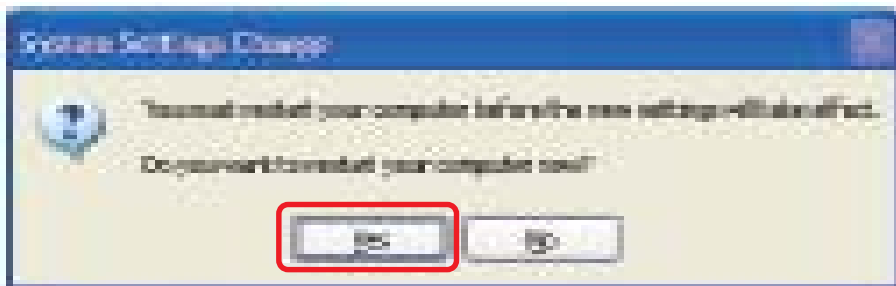 System Settings Change
You must restart your computer before the new settings will take effect.
Do you want to restart your computer now?
Yes
No